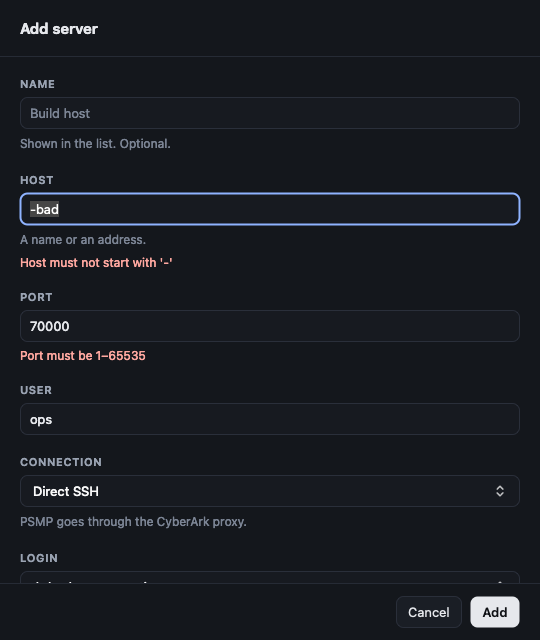 Add server
NAME
Build host
Shown in the list. Optional.
HOST
-bad
A name or an address.
Host must not start with '-'
PORT
70000
Port must be 1–65535
USER
ops
CONNECTION
Direct SSH
PSMP goes through the CyberArk proxy.
LOGIN
Cancel
Add